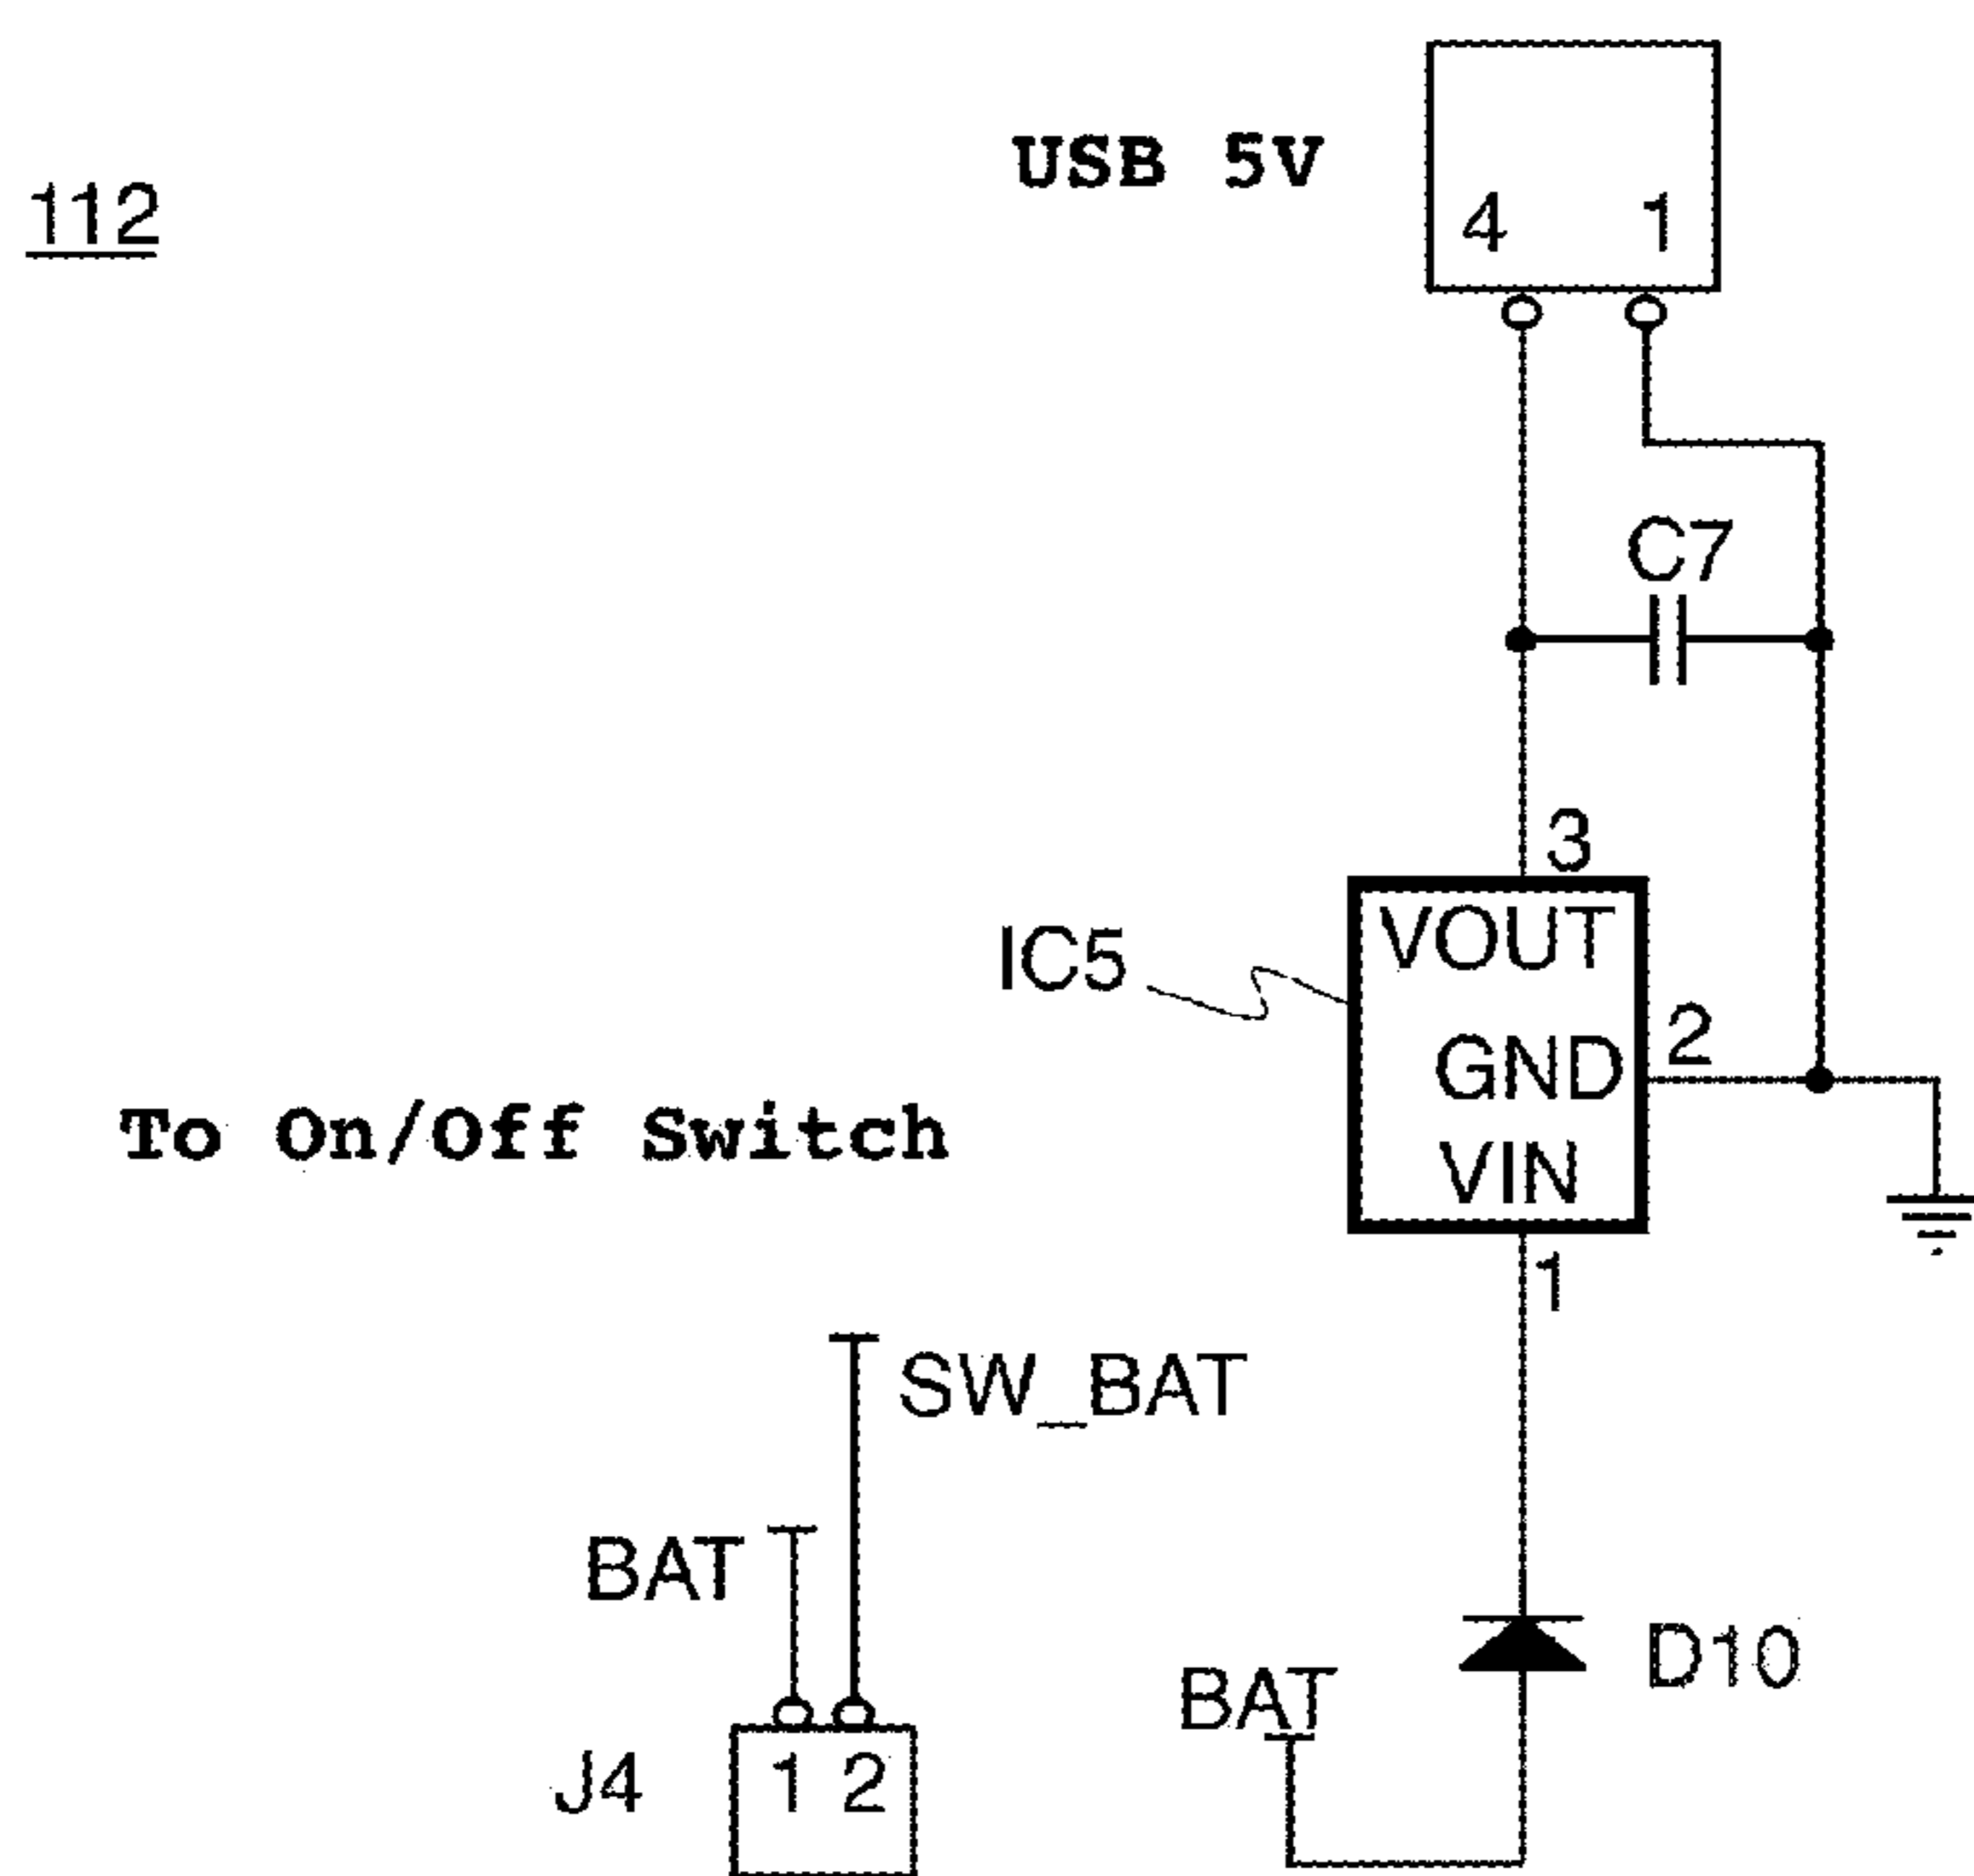 USB 5V
112
4 1
C7
3
VOUT
IC5
GND 2
To On/Off Switch
VIN
1
SW_BAT
BAT
D10
BAT
J4 1 2